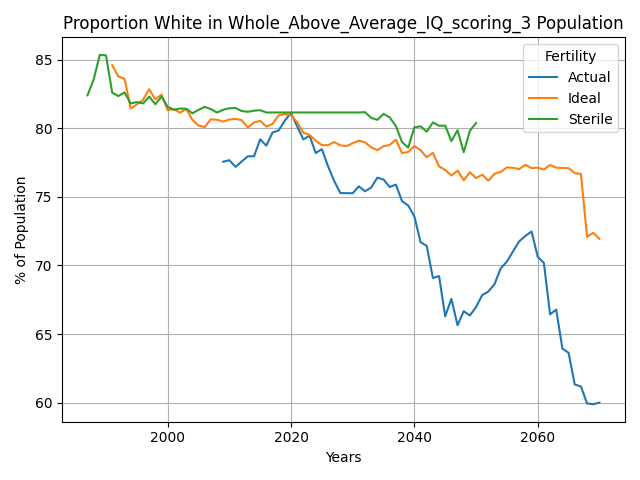 Proportion White in Whole_Above_Average_IQ_scoring_3 Population
Fertility
Actual
Ideal
Sterile
% of Population
85
80
75
70
65
60
2000
2020
2040
2060
Years